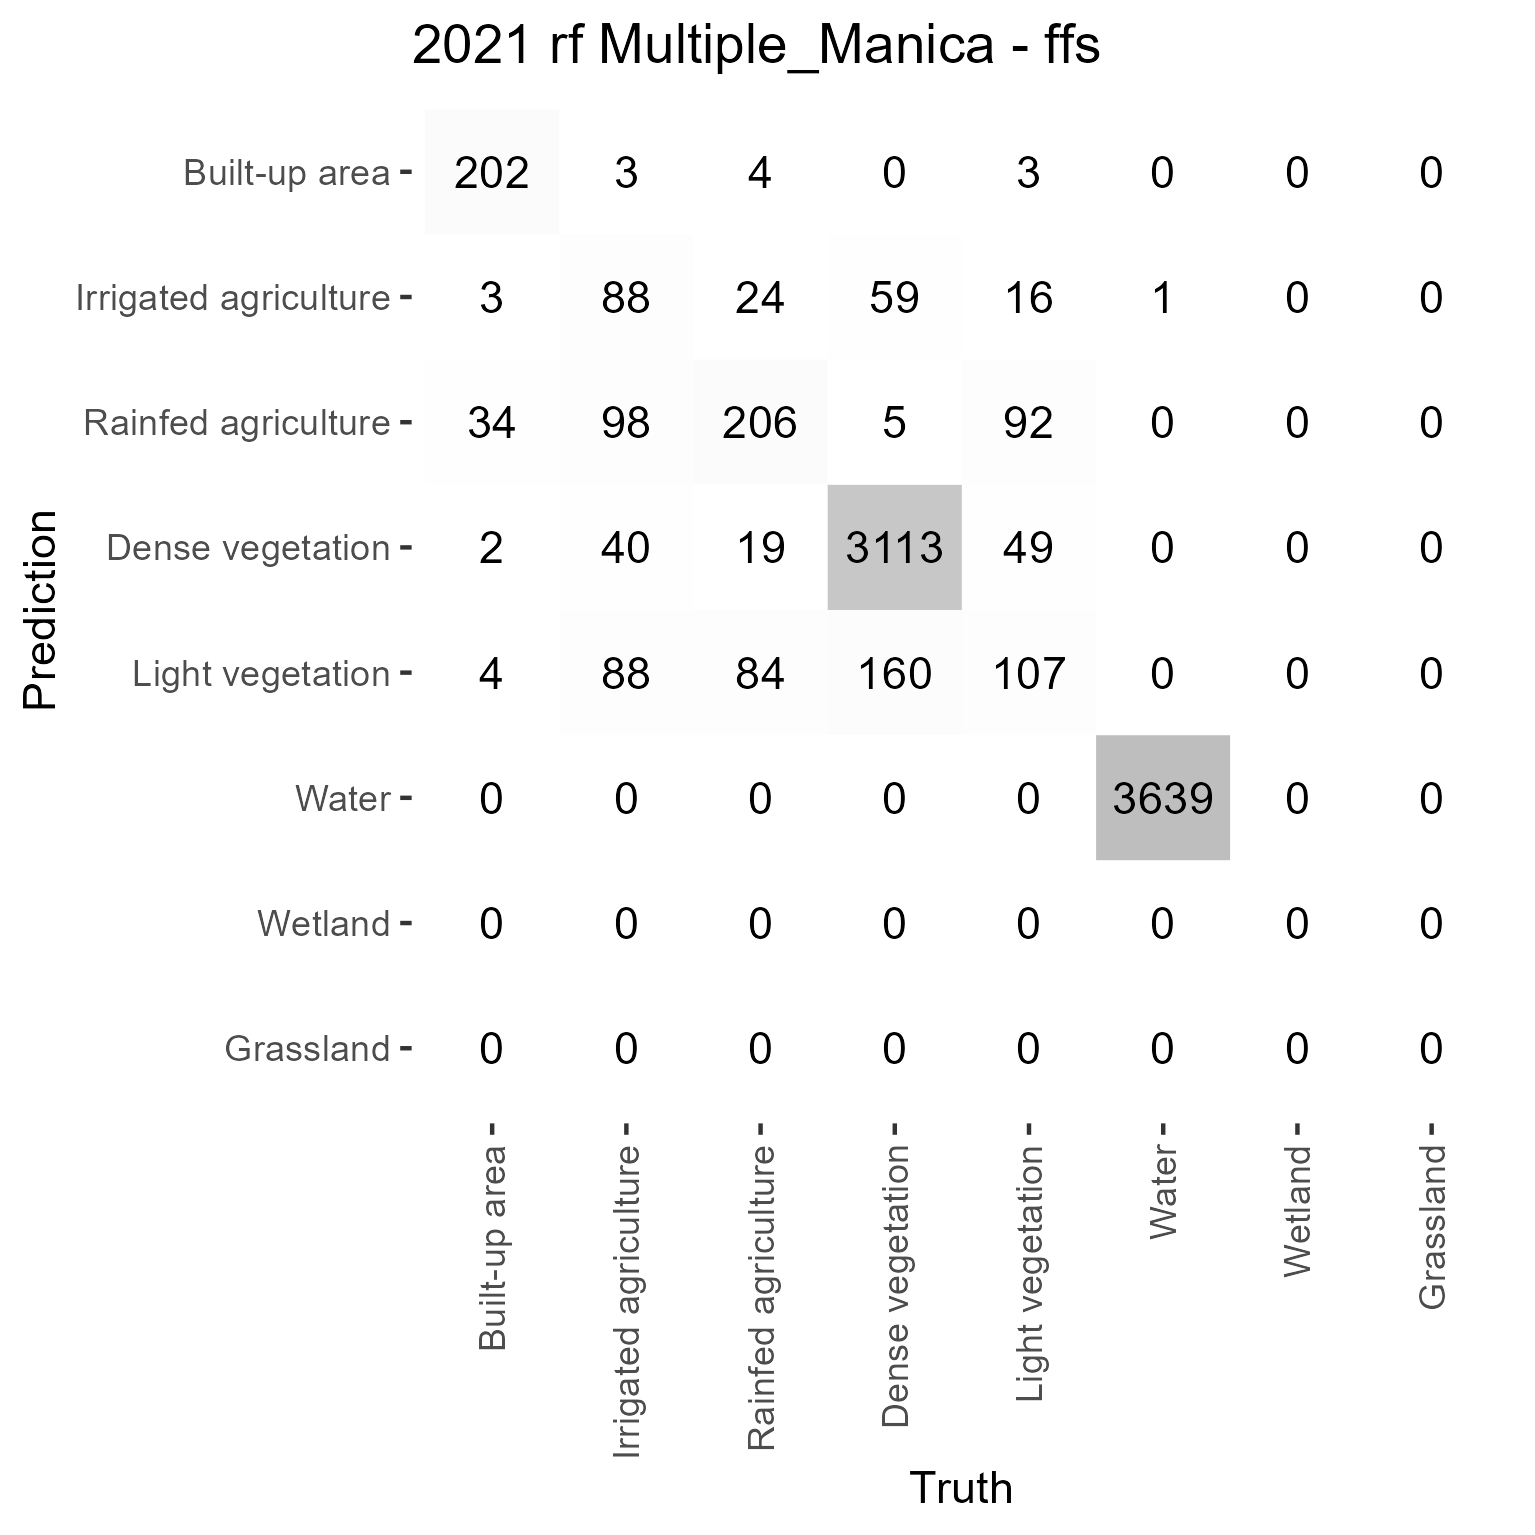 2021 rf Multiple_Manica - ffs
Built-up area 202 3 4 0 3 0 0 0
Irrigated agriculture 3 88 24 59 16 1 0 0
Rainfed agriculture 34 98 206 5 92 0 0 0
Dense vegetation 2 40 19 3113 49 0 0 0
Light vegetation 4 88 84 160 107 0 0 0
Water 0 0 0 0 0 3639 0 0
Wetland 0 0 0 0 0 0 0 0
Grassland 0 0 0 0 0 0 0 0
Prediction
Built-up area
Irrigated agriculture
Rainfed agriculture
Dense vegetation
Light vegetation
Water
Wetland
Grassland
Truth